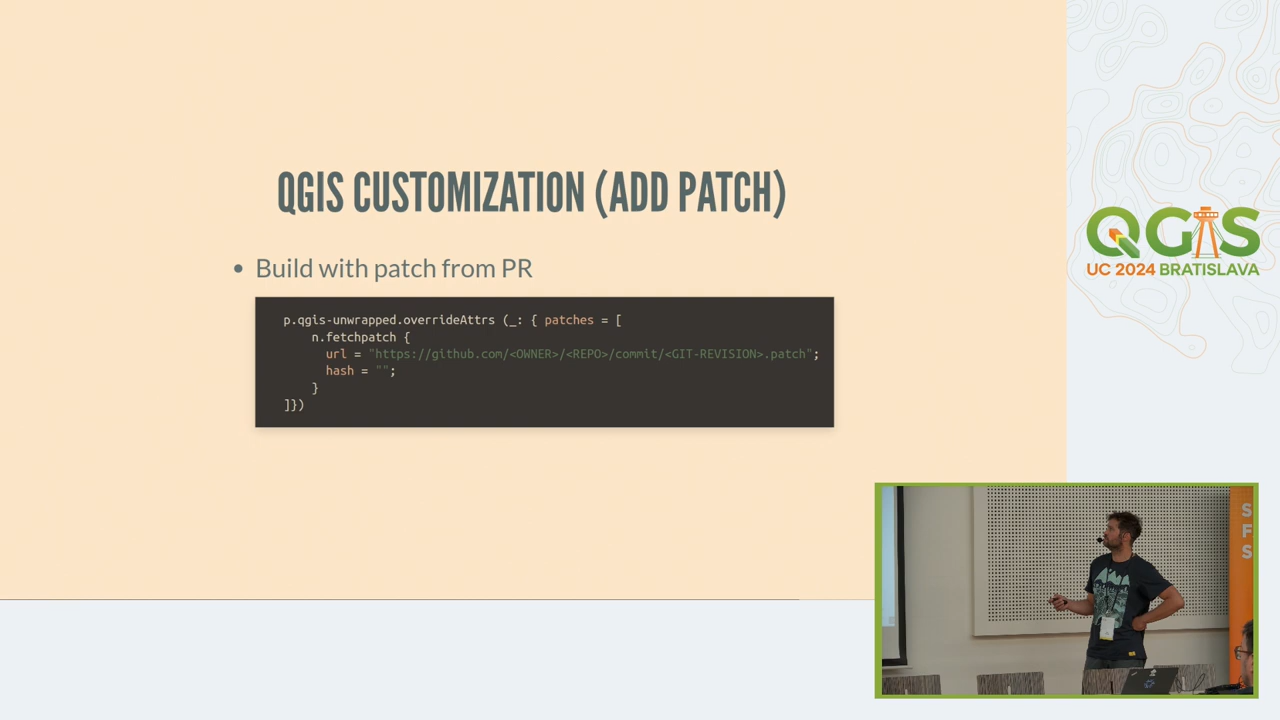 QGIS CUSTOMIZATION (ADD PATCH)
• Build with patch from PR
p.qgis-unwrapped.overrideAttrs (_: { patches = [
n.fetchpatch {
url = "https://github.com/<OWNER>/<REPO>/commit/<GIT-REVISION>.patch";
hash = "";
}
]})
QGIS
UC 2024 BRATISLAVA
S
F
S